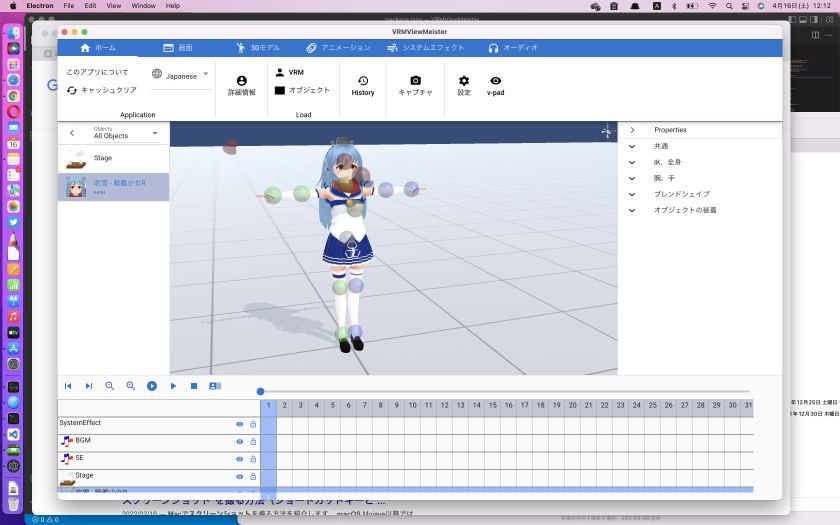 Electron File Edit View Window Help
4月16日(土) 12:12
package.json — VRMViewMeister
VRMViewMeister
ホーム 画面 3Dモデル アニメーション システムエフェクト オーディオ
このアプリについて
Japanese
キャッシュクリア
Application
詳細情報
VRM
オブジェクト
Load
History
キャプチャ
設定
v-pad
Objects
All Objects
Stage
吹雪 - 戦艦少女R
Properties
共通
IK、全身
腕、手
ブレンドシェイプ
オブジェクトの装着
1 2 3 4 5 6 7 8 9 10 11 12 13 14 15 16 17 18 19 20 21 22 23 24 25 26 27 28 29 30 31
SystemEffect
BGM
SE
Stage
年12月25日 土曜日
年12月30日 木曜日
スクリーンショット を撮る方法（ショートカットキーと ...
2022/02/16 — Macでスクリーンショットを撮る方法を紹介します。 macOS Mojave以降では
0 0